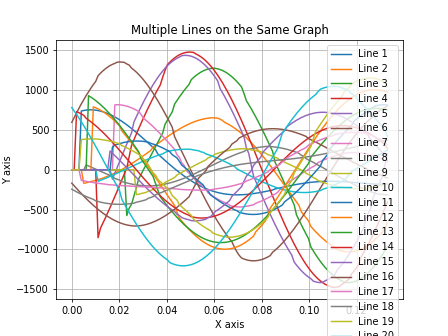 Multiple Lines on the Same Graph
Y axis
1500
1000
500
0
−500
−1000
−1500
0.00
0.02
0.04
0.06
0.08
0.10
X axis
Line 1
Line 2
Line 3
Line 4
Line 5
Line 6
Line 7
Line 8
Line 9
Line 10
Line 11
Line 12
Line 13
Line 14
Line 15
Line 16
Line 17
Line 18
Line 19
Line 20